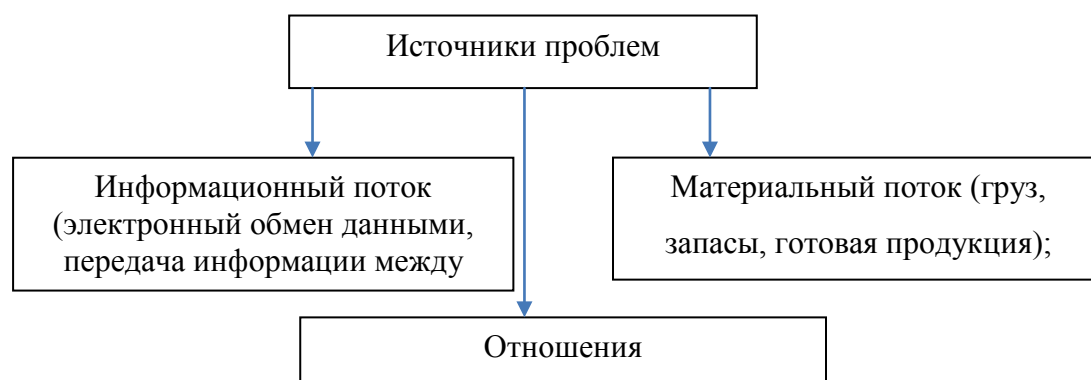 Источники проблем
Информационный поток
(электронный обмен данными,
передача информации между
Материальный поток (груз,
запасы, готовая продукция);
Отношения